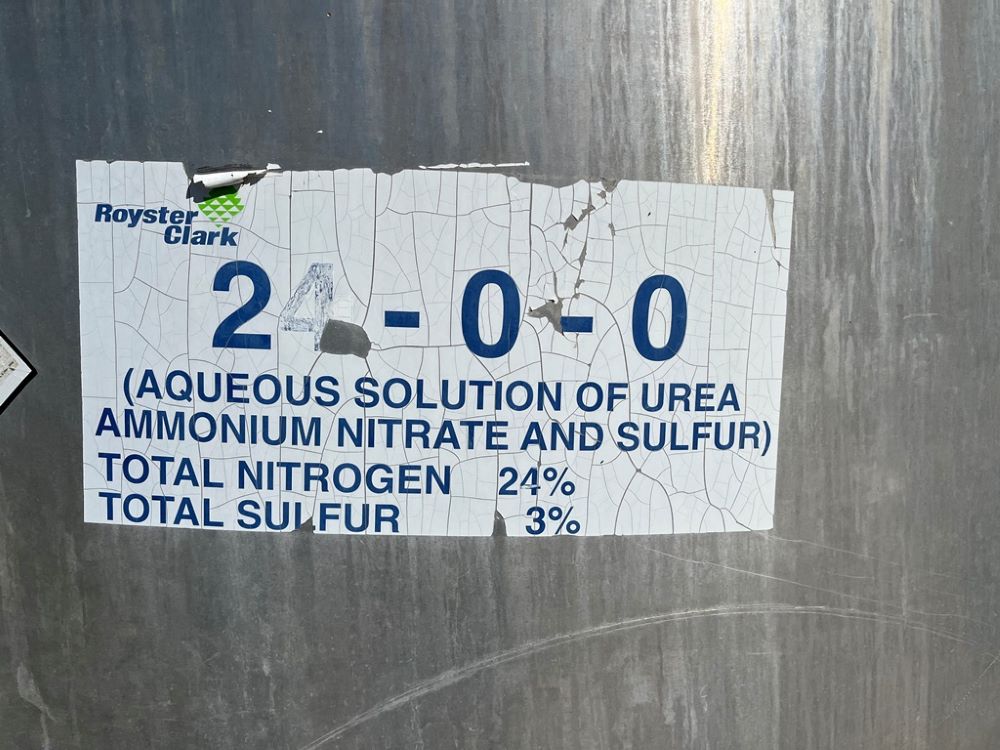 Royster
Clark
24-0-0
(AQUEOUS SOLUTION OF UREA
AMMONIUM NITRATE AND SULFUR)
TOTAL NITROGEN 24%
TOTAL SULFUR 3%